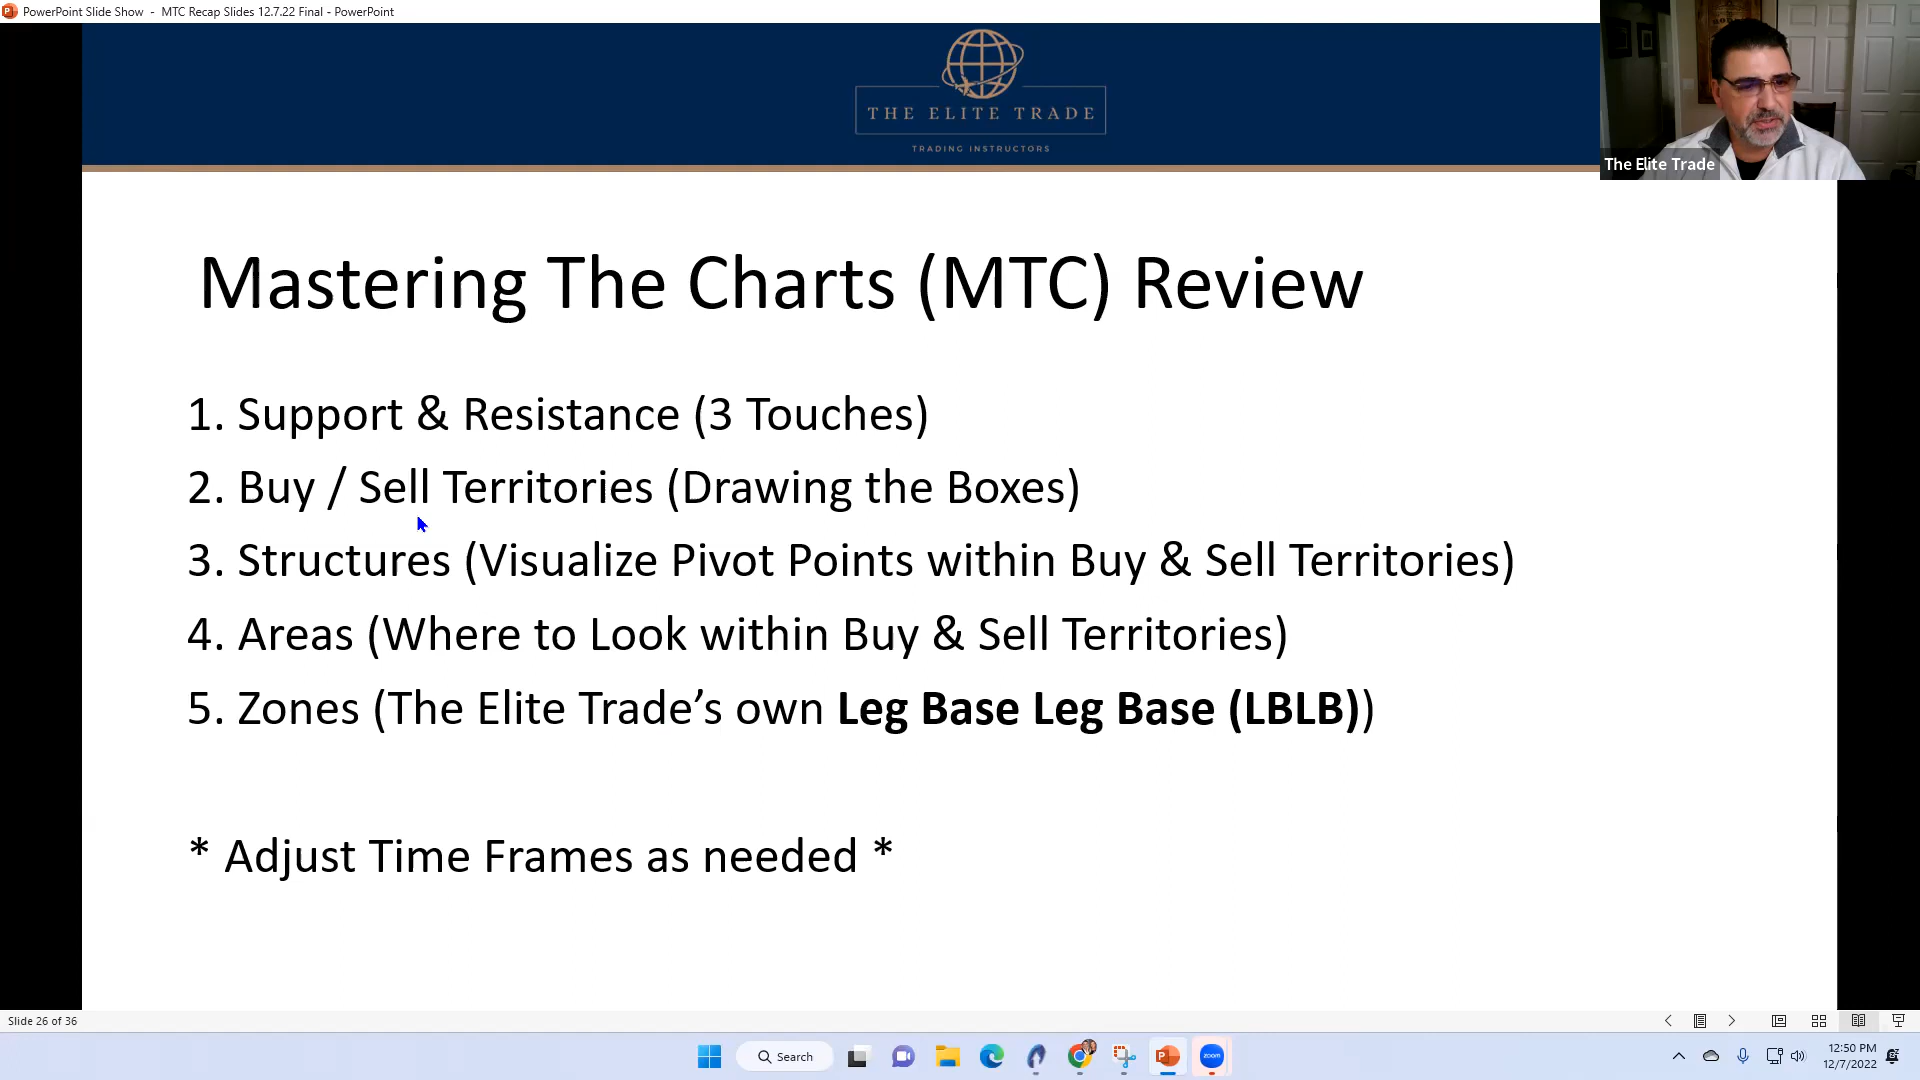 PowerPoint Slide Show - MTC Recap Slides 12.7.22 Final - PowerPoint
THE ELITE TRADE
TRADING INSTRUCTORS
The Elite Trade
Mastering The Charts (MTC) Review
1. Support & Resistance (3 Touches)
2. Buy / Sell Territories (Drawing the Boxes)
3. Structures (Visualize Pivot Points within Buy & Sell Territories)
4. Areas (Where to Look within Buy & Sell Territories)
5. Zones (The Elite Trade’s own Leg Base Leg Base (LBLB))
* Adjust Time Frames as needed *
Slide 26 of 36
Search
zoom
12:50 PM
12/7/2022